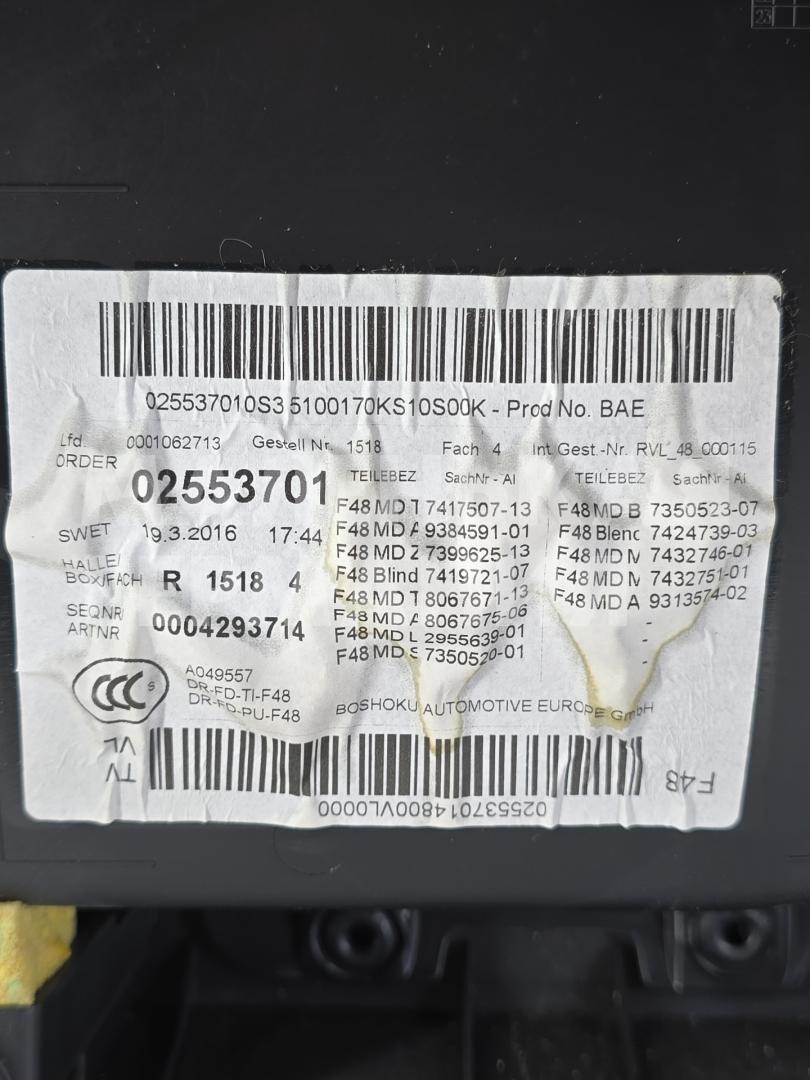 23
025537010S3 5100170KS10S00K - Prod No. BAE
Lfd. 0001062713 Gestell Nr. 1518 Fach 4 Int Gest.-Nr. RVL_48_000115
ORDER 02553701
TEILEBEZ SachNr - AI TEILEBEZ SachNr - AI
F48 MD T 7417507-13 F48 MD B 7350523-07
F48 MD A 9384591-01 F48 Blenc 7424739-03
F48 MD Z 7399625-13 F48 MD M 7432746-01
F48 Blind 7419721-07 F48 MD M 7432751-01
F48 MD T 8067671-13 F48 MD A 9313574-02
F48 MD A 8067675-06 -
F48 MD L 2955639-01 -
F48 MD S 7350520-01 -
SWET 19.3.2016 17:44
HALLE/
BOX/FACH R 1518 4
SEQNR
ARTNR 0004293714
CCC S
A049557
DR-FD-TI-F48
DR-FD-PU-F48
BOSHOKU AUTOMOTIVE EUROPE GmbH
TV
VL
F48
025537014800VL0000